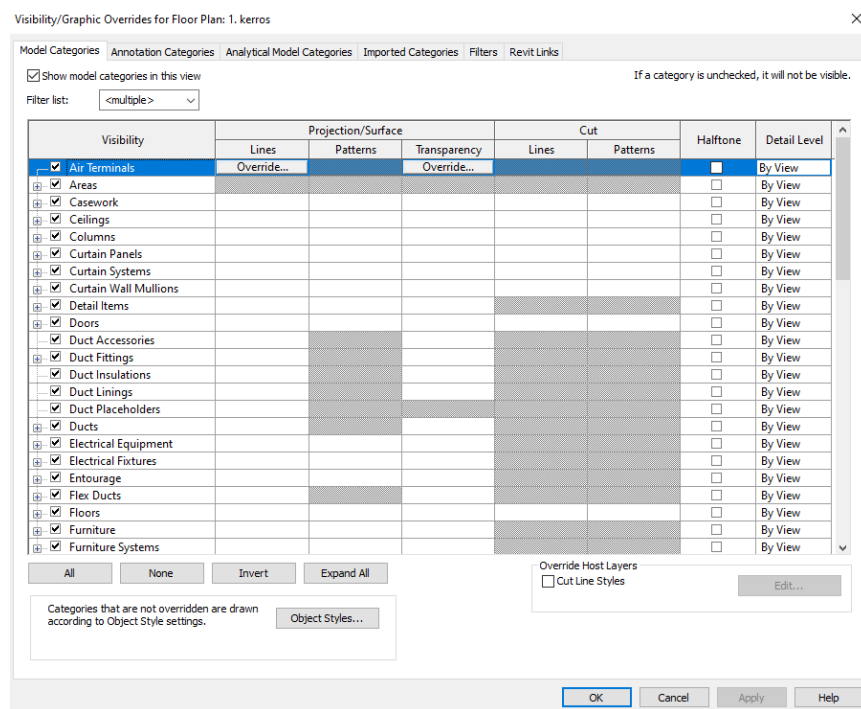 Visibility/Graphic Overrides for Floor Plan: 1. kerros
Model Categories Annotation Categories Analytical Model Categories Imported Categories Filters Revit Links
Show model categories in this view
If a category is unchecked, it will not be visible.
Filter list: <multiple>
Visibility Projection/Surface Cut Halftone Detail Level
Lines Patterns Transparency Lines Patterns
Air Terminals Override... Override... By View
Areas By View
Casework By View
Ceilings By View
Columns By View
Curtain Panels By View
Curtain Systems By View
Curtain Wall Mullions By View
Detail Items By View
Doors By View
Duct Accessories By View
Duct Fittings By View
Duct Insulations By View
Duct Linings By View
Duct Placeholders By View
Ducts By View
Electrical Equipment By View
Electrical Fixtures By View
Entourage By View
Flex Ducts By View
Floors By View
Furniture By View
Furniture Systems By View
All None Invert Expand All
Override Host Layers
Cut Line Styles Edit...
Categories that are not overridden are drawn
according to Object Style settings.
Object Styles...
OK Cancel Apply Help